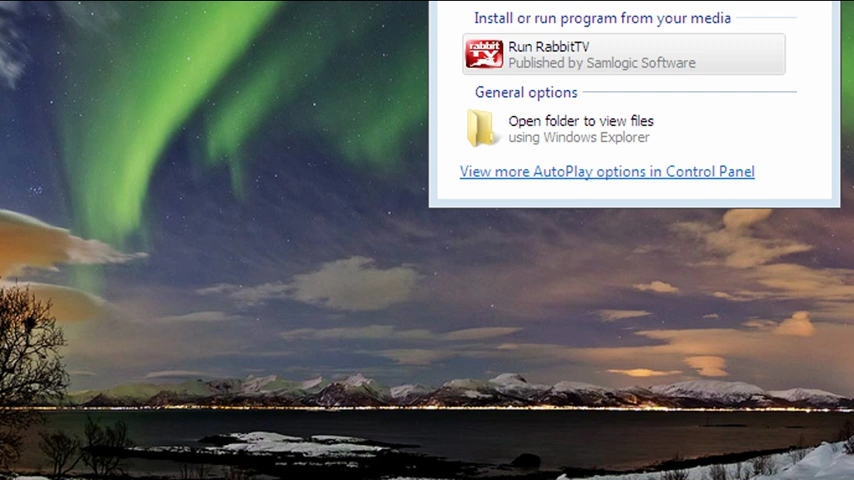 Install or run program from your media
rabbit
TV
Run RabbitTV
Published by Samlogic Software
General options
Open folder to view files
using Windows Explorer
View more AutoPlay options in Control Panel